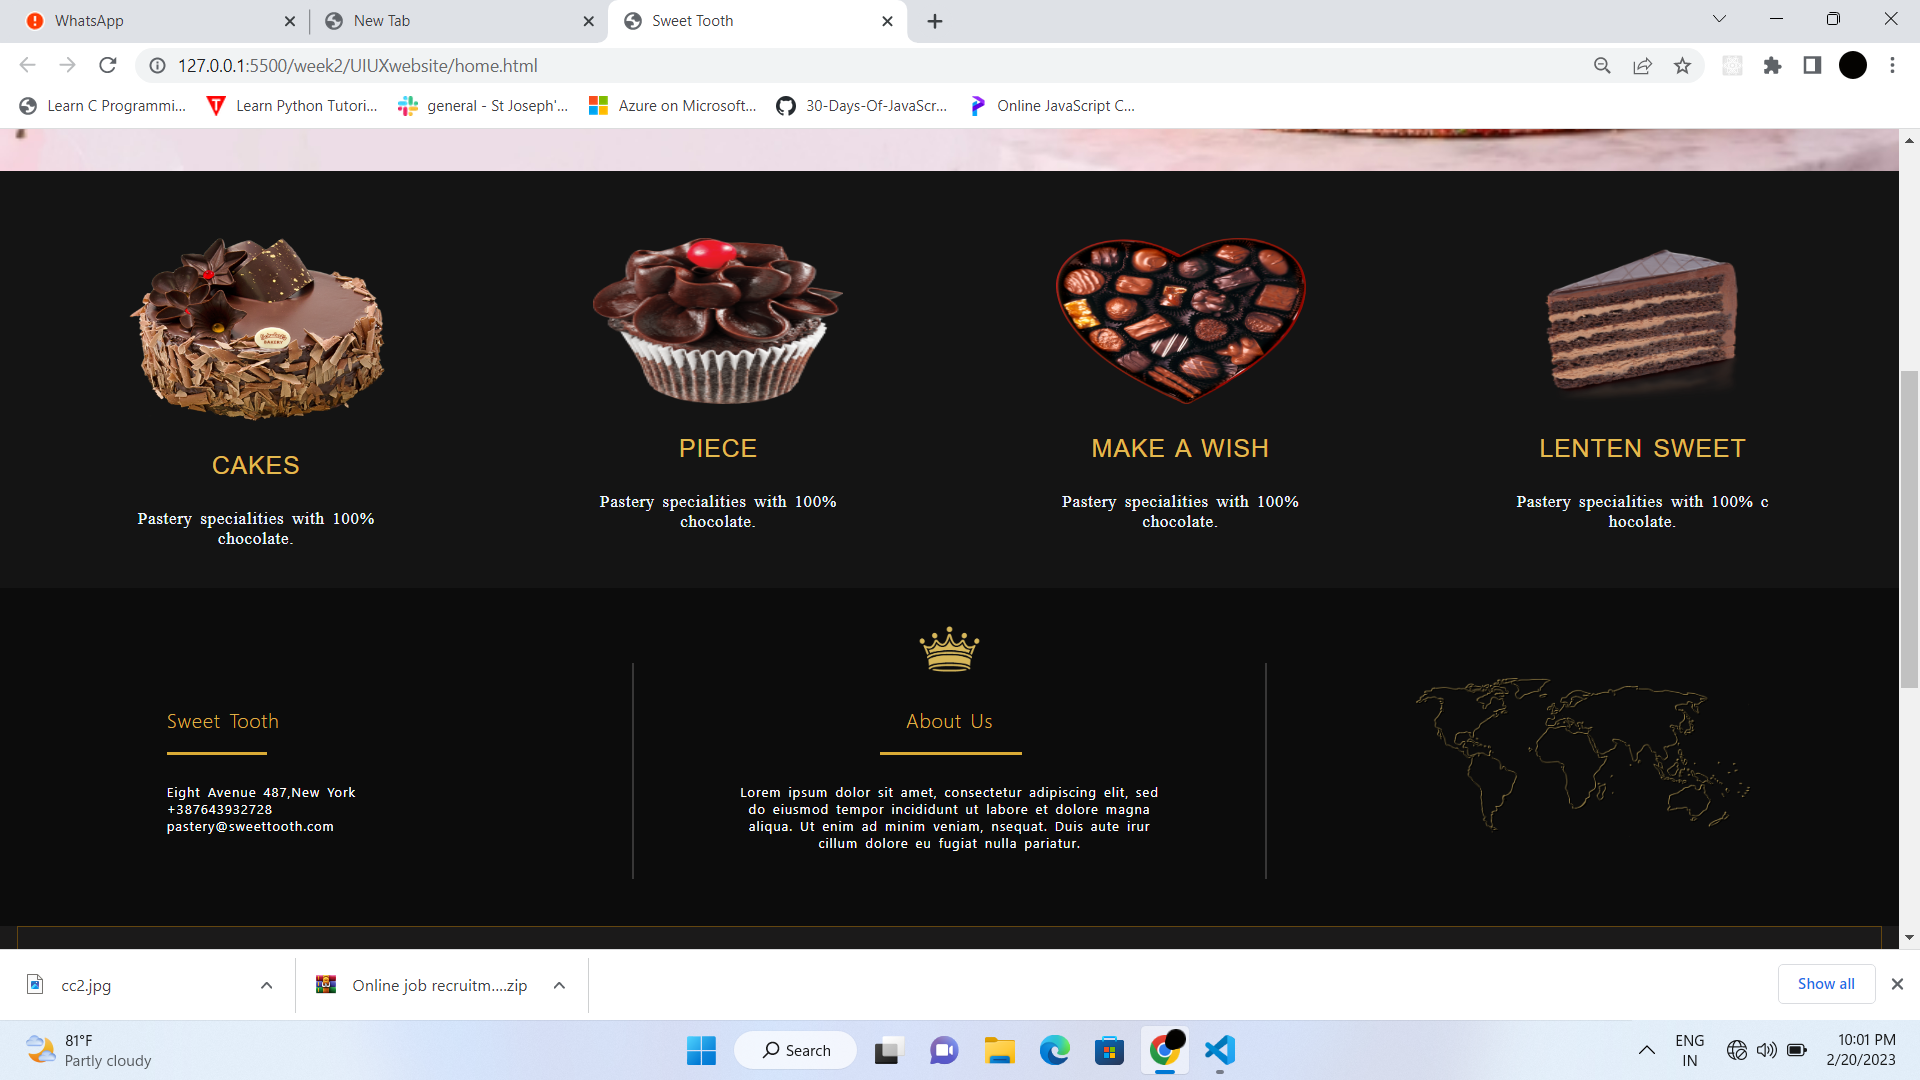 WhatsApp
New Tab
Sweet Tooth
127.0.0.1:5500/week2/UIUXwebsite/home.html
Learn C Programmi...
Learn Python Tutori...
general - St Joseph'...
Azure on Microsoft...
30-Days-Of-JavaScr...
Online JavaScript C...
CAKES
Pastery specialities with 100%
chocolate.
PIECE
Pastery specialities with 100%
chocolate.
MAKE A WISH
Pastery specialities with 100%
chocolate.
LENTEN SWEET
Pastery specialities with 100% c
hocolate.
Sweet Tooth
Eight Avenue 487,New York
+387643932728
pastery@sweettooth.com
About Us
Lorem ipsum dolor sit amet, consectetur adipiscing elit, sed
do eiusmod tempor incididunt ut labore et dolore magna
aliqua. Ut enim ad minim veniam, nsequat. Duis aute irur
cillum dolore eu fugiat nulla pariatur.
cc2.jpg
Online job recruitm....zip
Show all
81°F
Partly cloudy
Search
ENG
IN
10:01 PM
2/20/2023